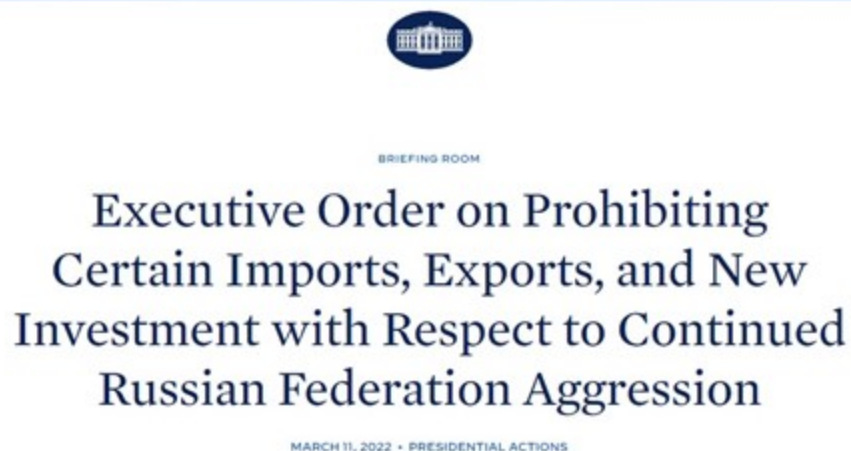 BRIEFING ROOM
Executive Order on Prohibiting
Certain Imports, Exports, and New
Investment with Respect to Continued
Russian Federation Aggression
MARCH 11, 2022 • PRESIDENTIAL ACTIONS